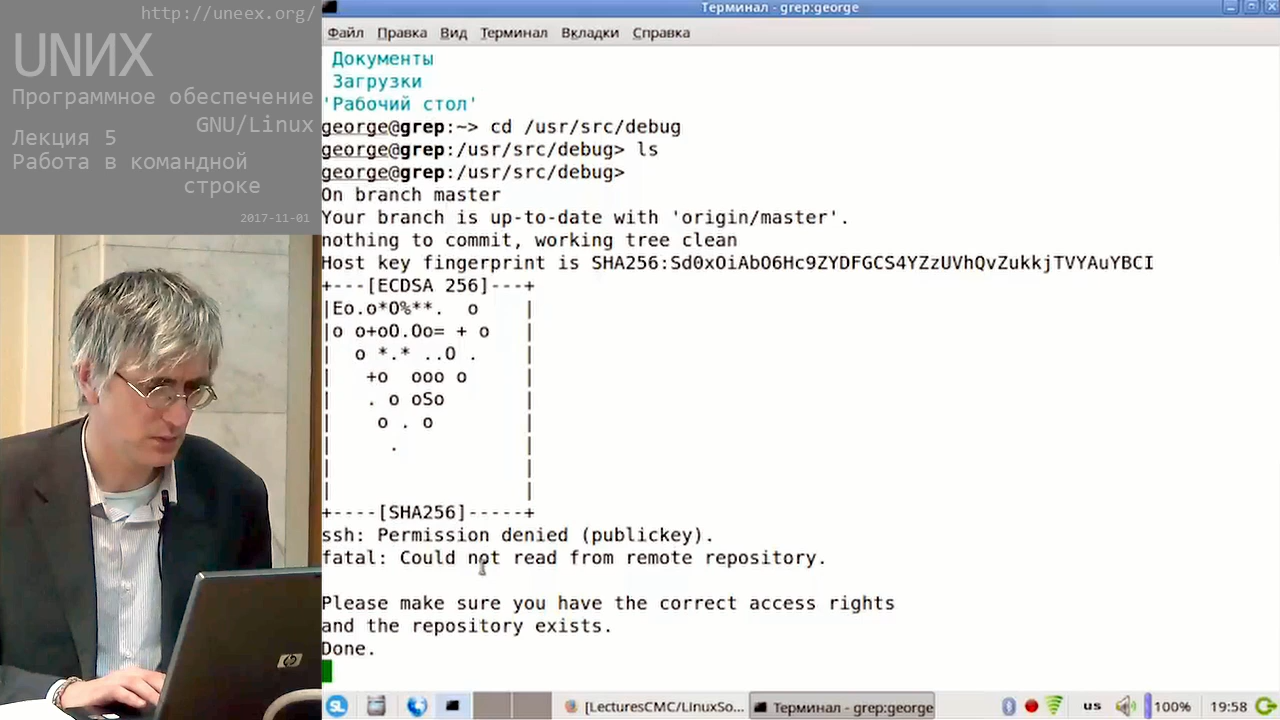 http://uneex.org/
UNИX
Программное обеспечение
GNU/Linux
Лекция 5
Работа в командной
строке
2017-11-01
Терминал - grep:george
Файл Правка Вид Терминал Вкладки Справка
Документы
Загрузки
'Рабочий стол'
george@grep:~> cd /usr/src/debug
george@grep:/usr/src/debug> ls
george@grep:/usr/src/debug>
On branch master
Your branch is up-to-date with 'origin/master'.
nothing to commit, working tree clean
Host key fingerprint is SHA256:Sd0xOiAbO6Hc9ZYDFGCS4YZzUVhQvZukkjTVYAuYBCI
+---[ECDSA 256]---+
|Eo.o*O%**.  o    |
|o o+oO.Oo= + o   |
|  o *.* ..O .    |
|   +o  ooo o     |
|   . o oSo       |
|    o . o        |
|     .           |
|                 |
|                 |
+----[SHA256]-----+
ssh: Permission denied (publickey).
fatal: Could not read from remote repository.
Please make sure you have the correct access rights
and the repository exists.
Done.
SL
[LecturesCMC/LinuxSo...
Терминал - grep:george
us
100%
19:58
hp